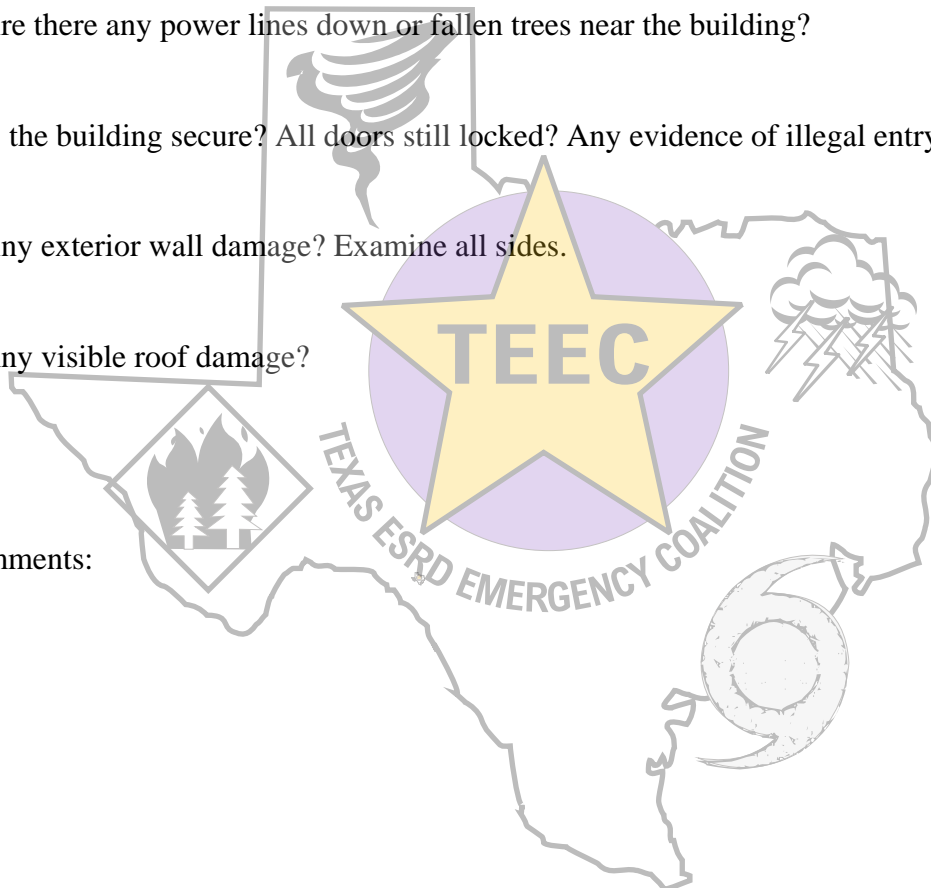 re there any power lines down or fallen trees near the building?
the building secure? All doors still locked? Any evidence of illegal entry
ny exterior wall damage? Examine all sides.
ny visible roof damage?
nments:
TEEC
TEXAS ESRD EMERGENCY COALITION